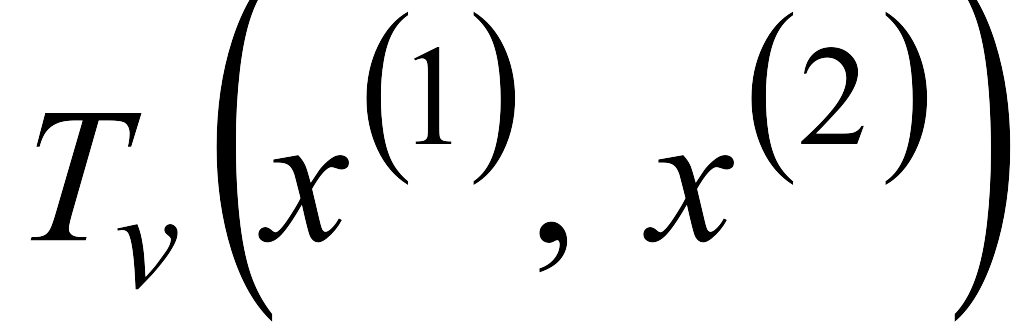 T_v(x^(1), x^(2))